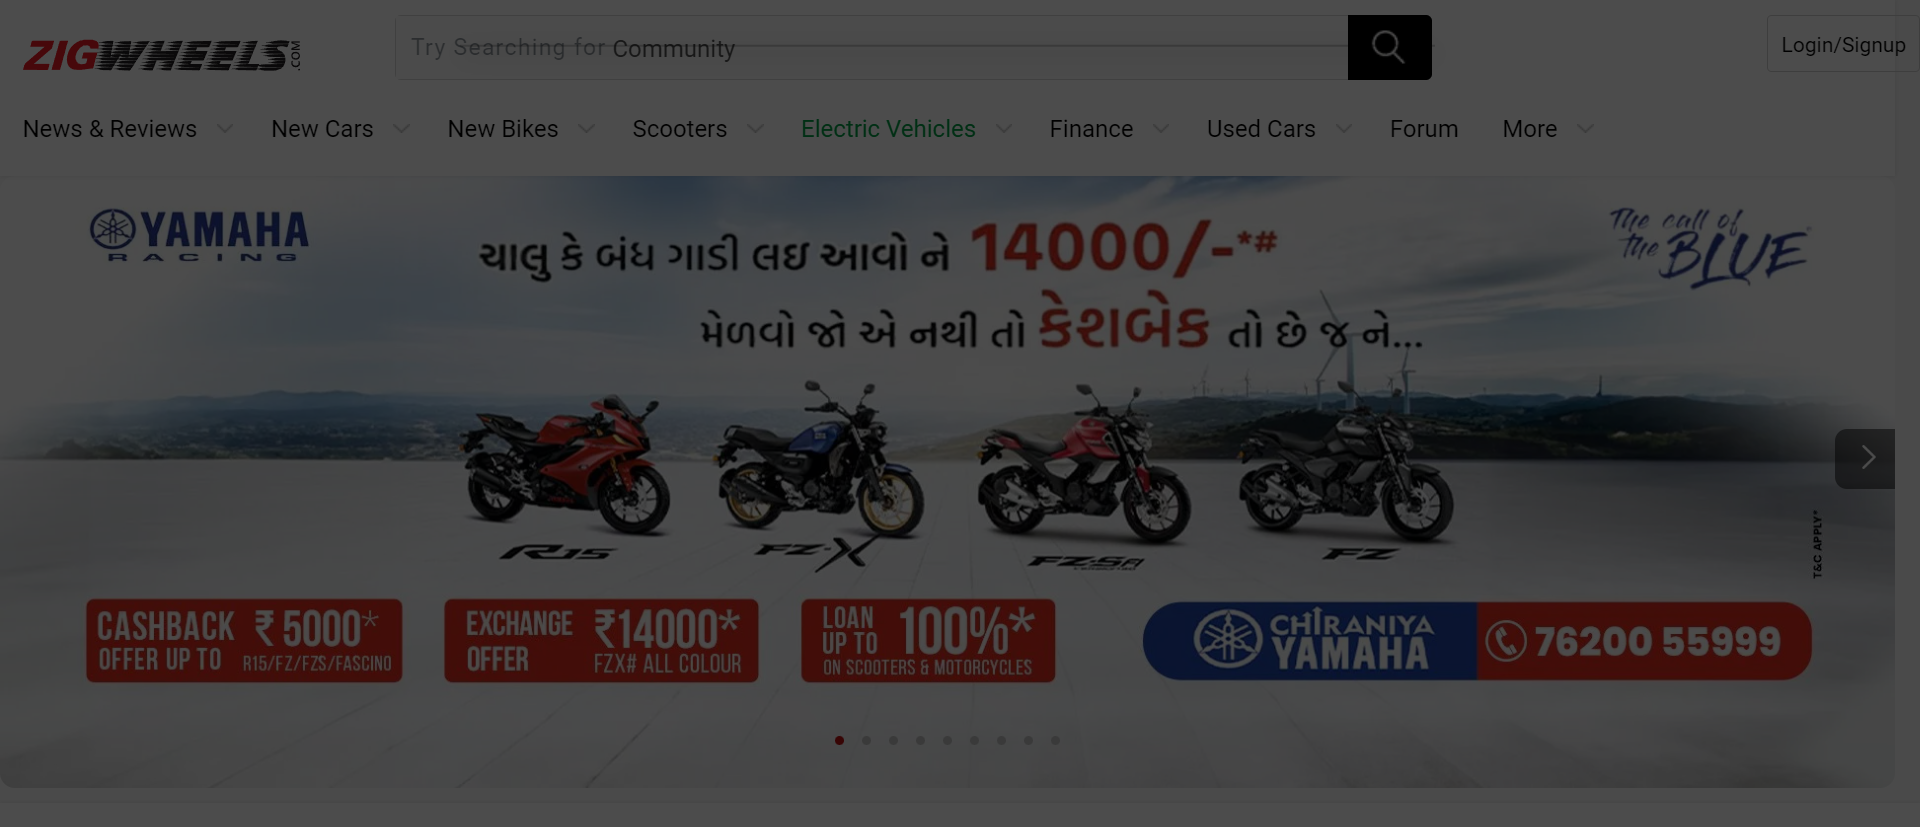 ZIGWHEELS.COM
Try Searching for Community
Login/Signup
News & Reviews
New Cars
New Bikes
Scooters
Electric Vehicles
Finance
Used Cars
Forum
More
YAMAHA
RACING
ચાલુ કે બંધ ગાડી લઇ આવો ને 14000/-*#
મેળવો જો એ નથી તો કેશબેક તો છે જ ને...
The call of
the BLUE
R15
FZ-X
FZ-S FI
FZ
T&C APPLY*
CASHBACK ₹ 5000*
OFFER UP TO R15/FZ/FZS/FASCINO
EXCHANGE ₹14000*
OFFER FZX# ALL COLOUR
LOAN
UP TO 100%*
ON SCOOTERS & MOTORCYCLES
CHIRANIYA
YAMAHA
76200 55999